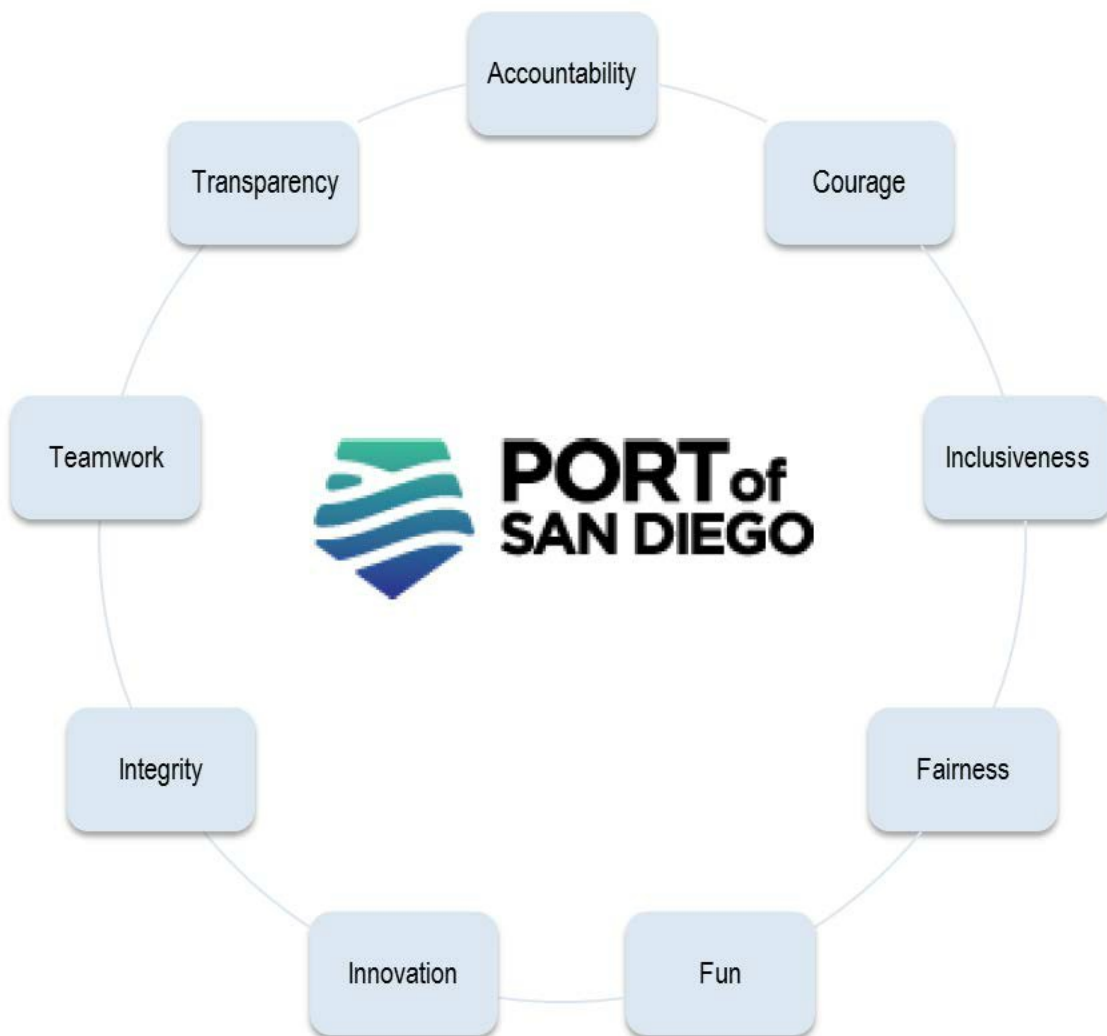 Accountability
Transparency
Courage
Teamwork
Inclusiveness
PORT of
SAN DIEGO
Integrity
Fairness
Innovation
Fun